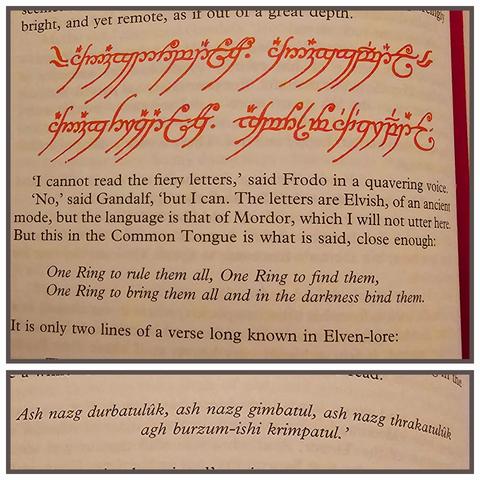 bright, and yet remote, as if out of a great depth.
‘I cannot read the fiery letters,’ said Frodo in a quavering voice.
‘No,’ said Gandalf, ‘but I can. The letters are Elvish, of an ancient
mode, but the language is that of Mordor, which I will not utter here.
But this in the Common Tongue is what is said, close enough:
One Ring to rule them all, One Ring to find them,
One Ring to bring them all and in the darkness bind them.
It is only two lines of a verse long known in Elven-lore:
read.
Ash nazg durbatulûk, ash nazg gimbatul, ash nazg thrakatulûk
agh burzum-ishi krimpatul.’